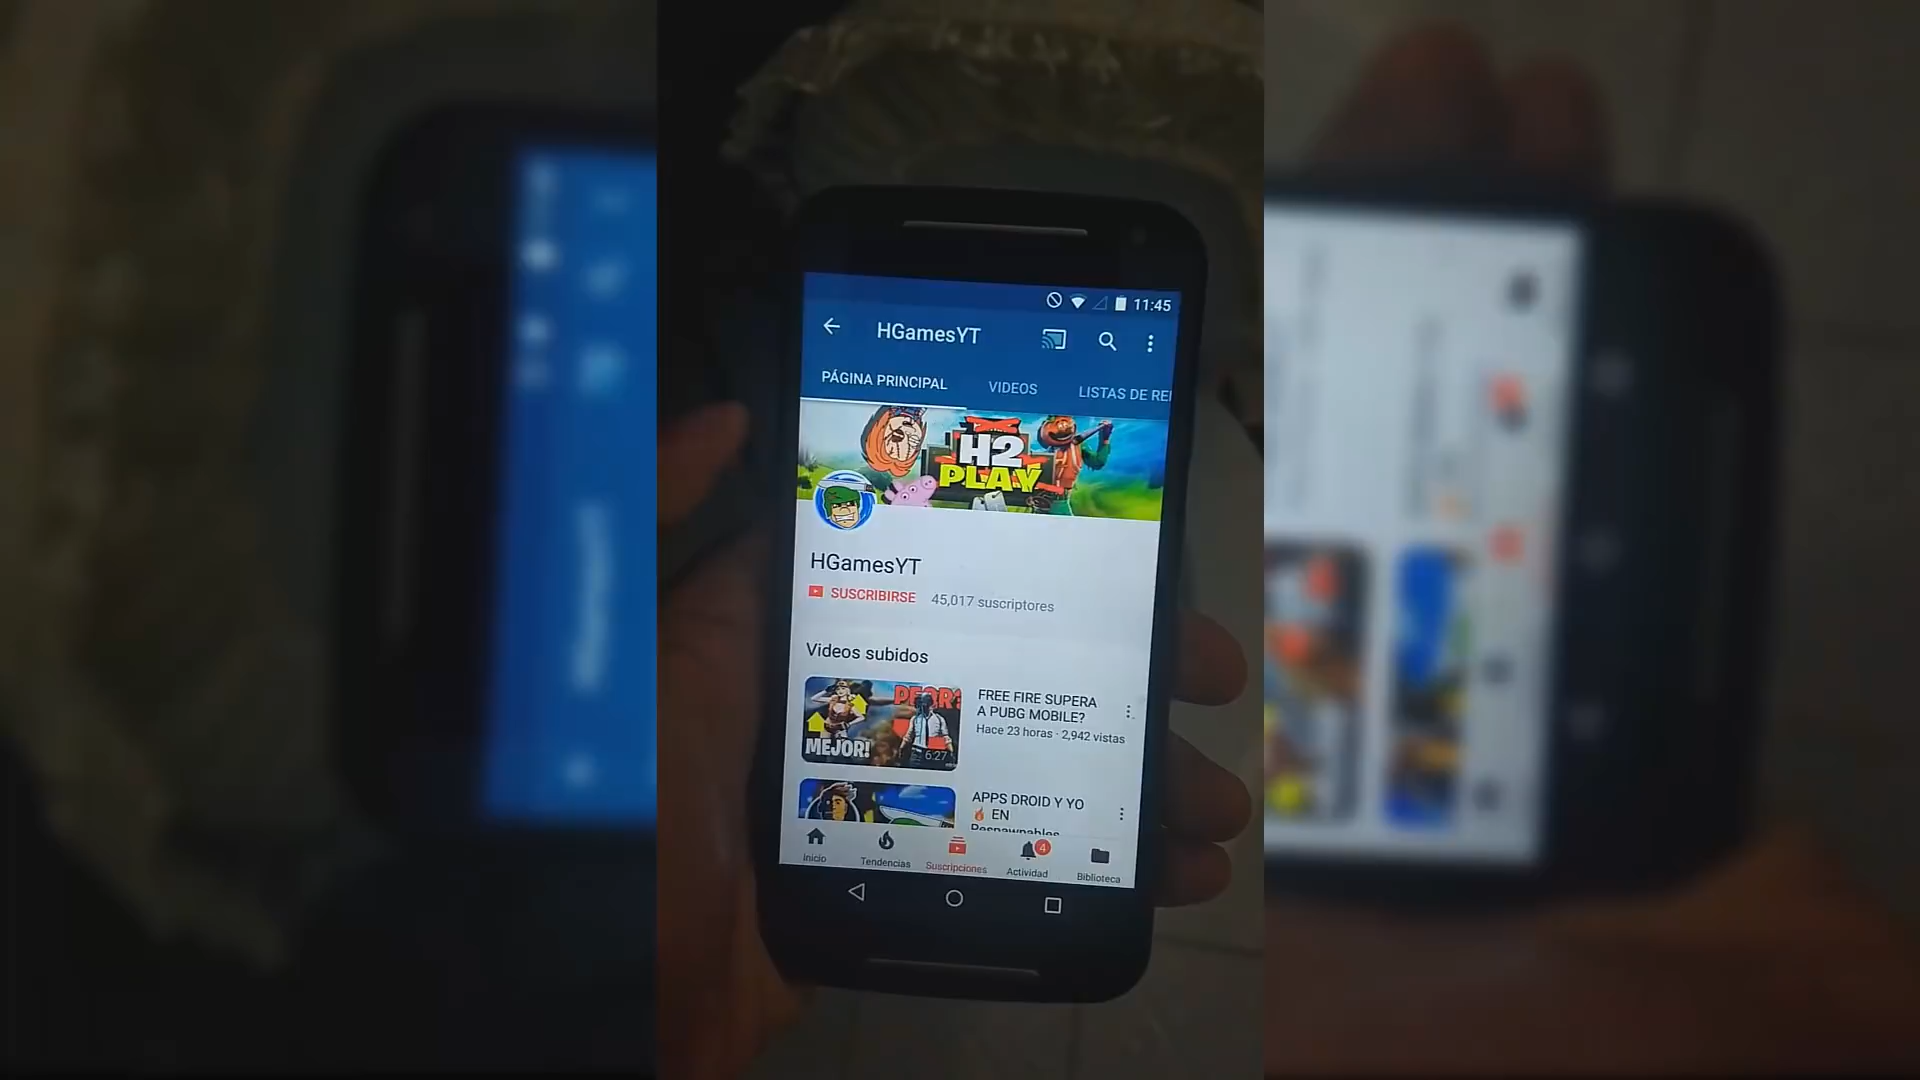 11:45
HGamesYT
PÁGINA PRINCIPAL VIDEOS LISTAS DE RE
H2
PLAY
HGamesYT
SUSCRIBIRSE 45,017 suscriptores
Videos subidos
PEOR!
MEJOR!
6:27
FREE FIRE SUPERA
A PUBG MOBILE?
Hace 23 horas · 2,942 vistas
APPS DROID Y YO
🔥 EN
Respawnables
4
Inicio Tendencias Suscripciones Actividad Biblioteca